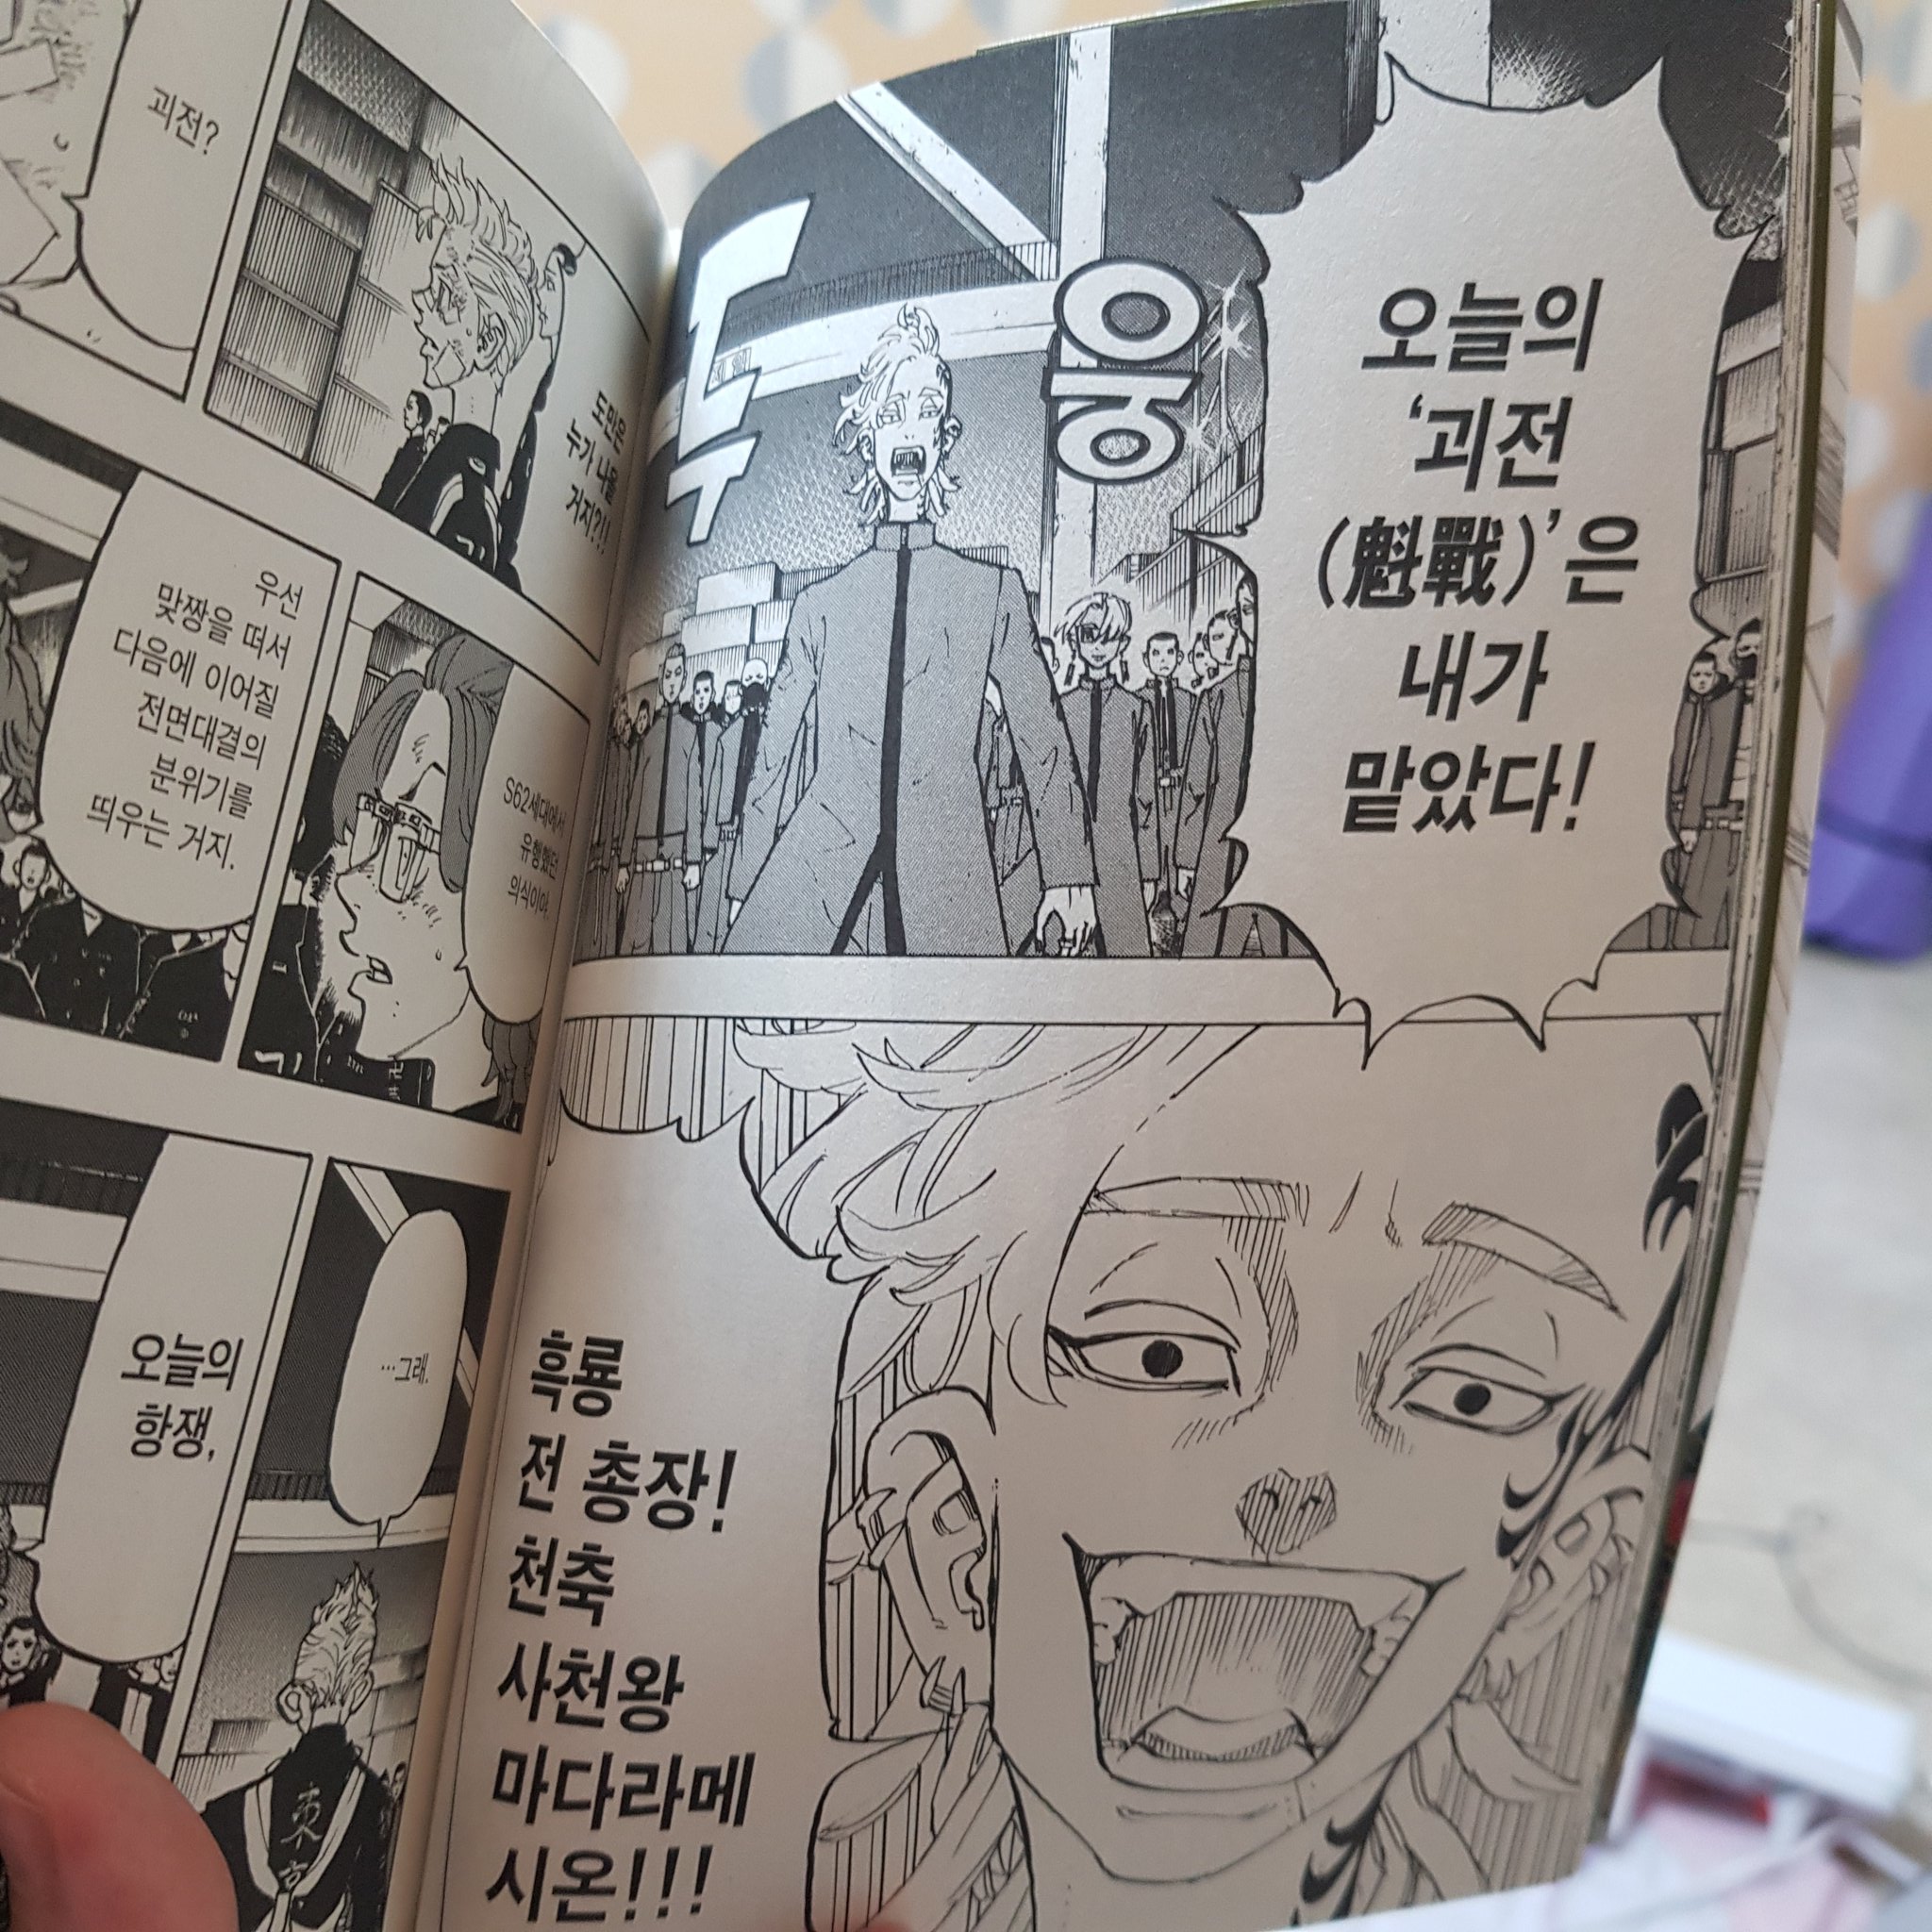 괴전?
도만은
누가 나올
거지?!!
우선
맞짱을 떠서
다음에 이어질
전면대결의
분위기를
띄우는 거지.
S62세대에서
유행했던
의식이야.
오늘의
항쟁,
…그래.
東
두
웅
오늘의
‘괴전
(魁戰)’은
내가
맡았다!
흑룡
전 총장!
천축
사천왕
마다라메
시온!!!